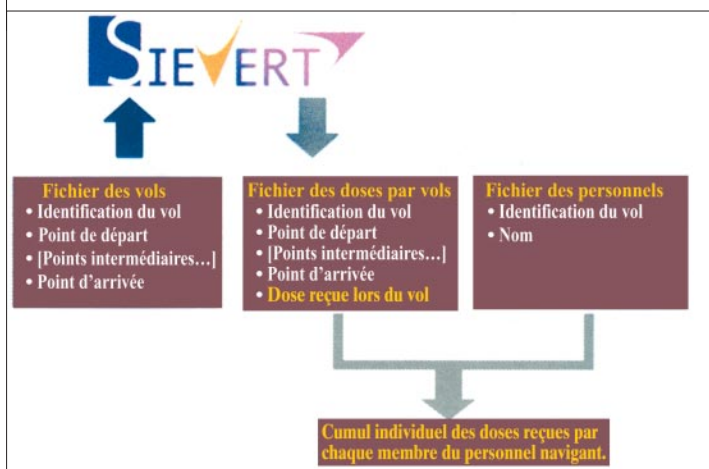 SIEVERT
Fichier des vols
• Identification du vol
• Point de départ
• [Points intermédiaires...]
• Point d'arrivée
Fichier des doses par vols
• Identification du vol
• Point de départ
• [Points intermédiaires...]
• Point d'arrivée
• Dose reçue lors du vol
Fichier des personnels
• Identification du vol
• Nom
Cumul individuel des doses reçues par
chaque membre du personnel navigant.